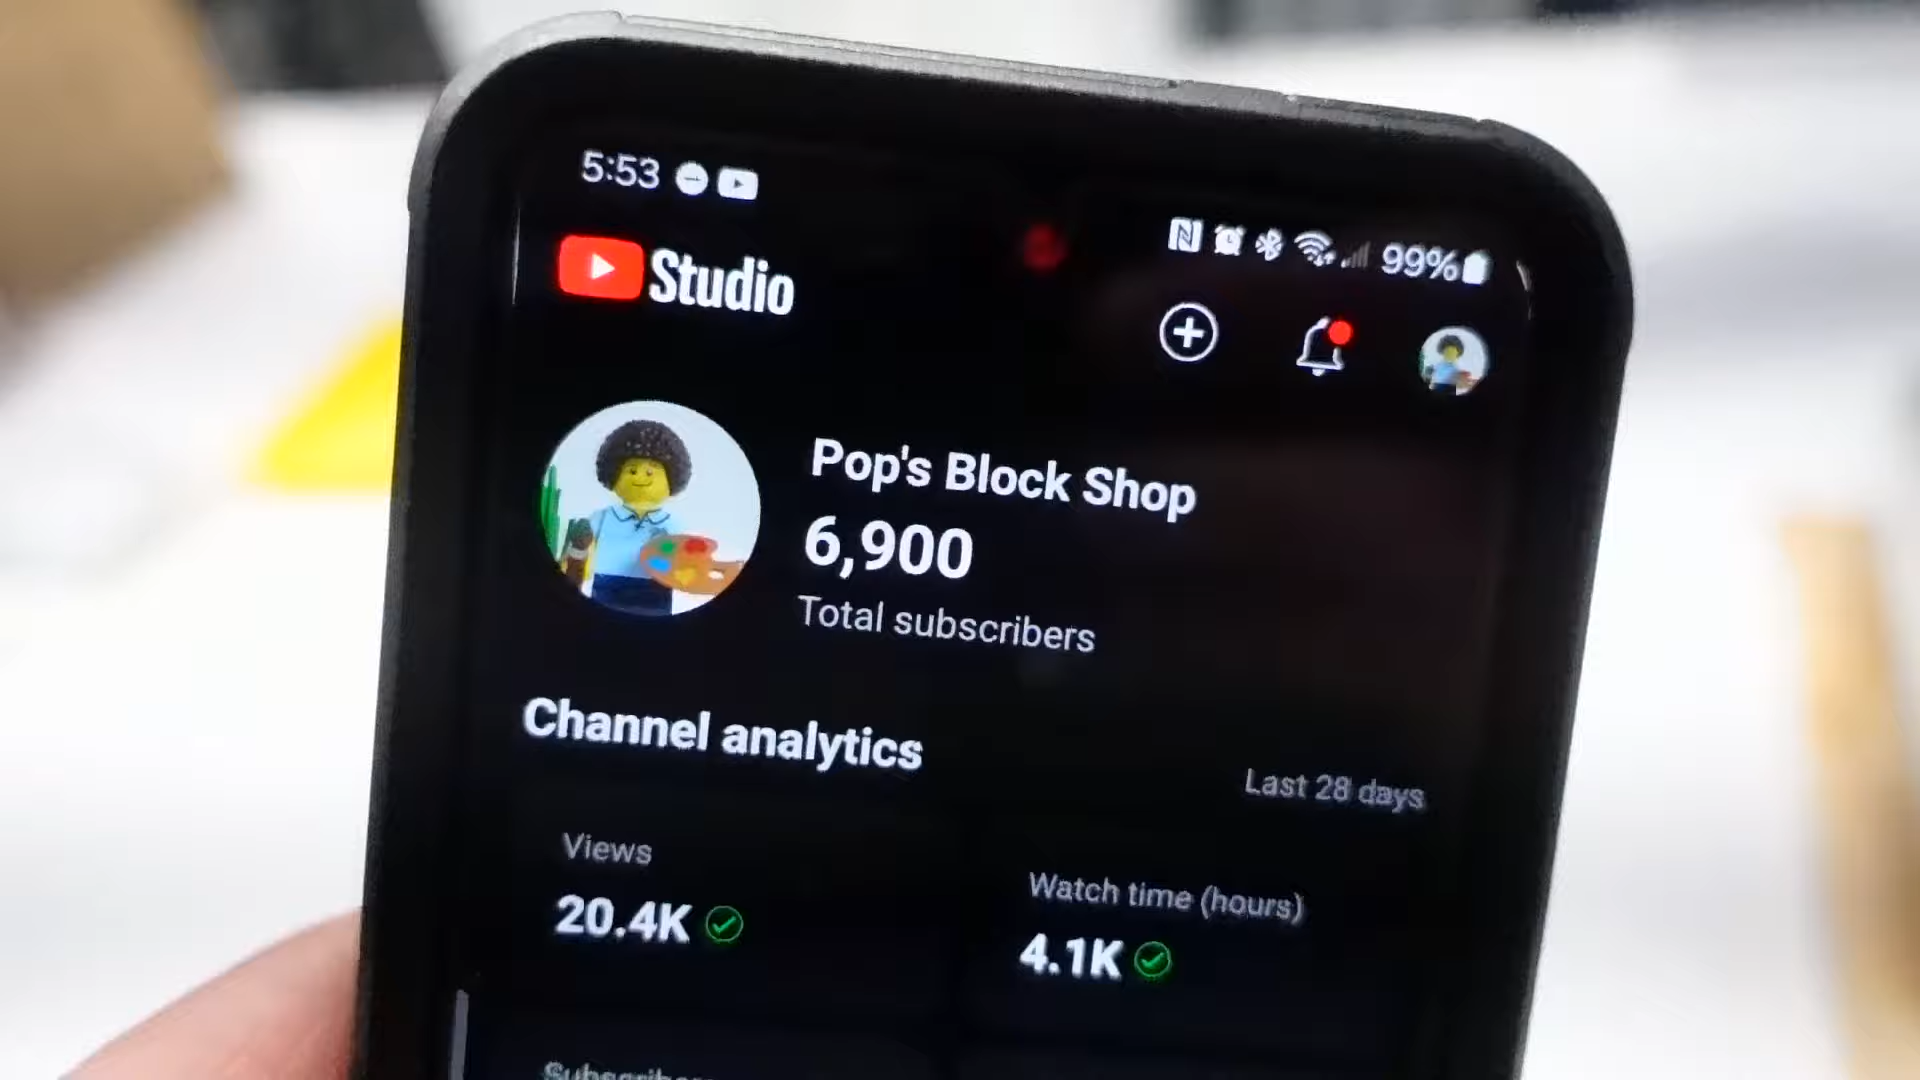 5:53
99%
Studio
Pop's Block Shop
6,900
Total subscribers
Channel analytics
Last 28 days
Views
Watch time (hours)
20.4K
4.1K